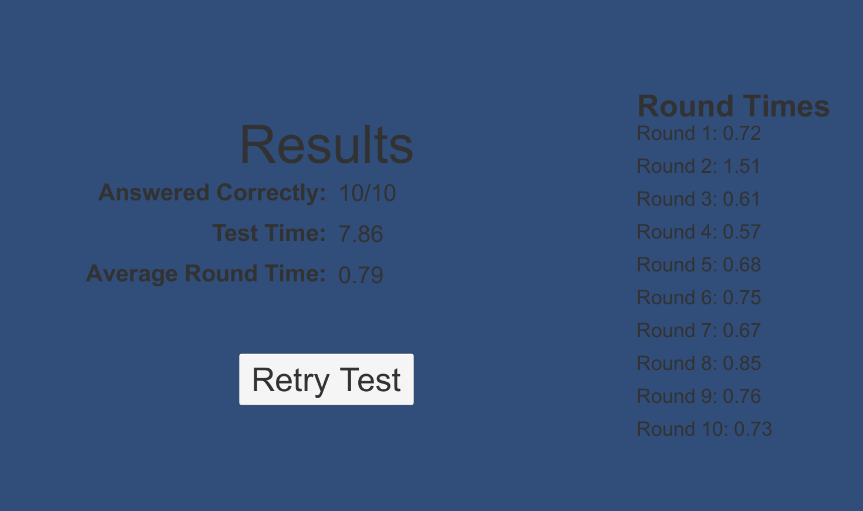 Results
Answered Correctly: 10/10
Test Time: 7.86
Average Round Time: 0.79
Retry Test
Round Times
Round 1: 0.72
Round 2: 1.51
Round 3: 0.61
Round 4: 0.57
Round 5: 0.68
Round 6: 0.75
Round 7: 0.67
Round 8: 0.85
Round 9: 0.76
Round 10: 0.73